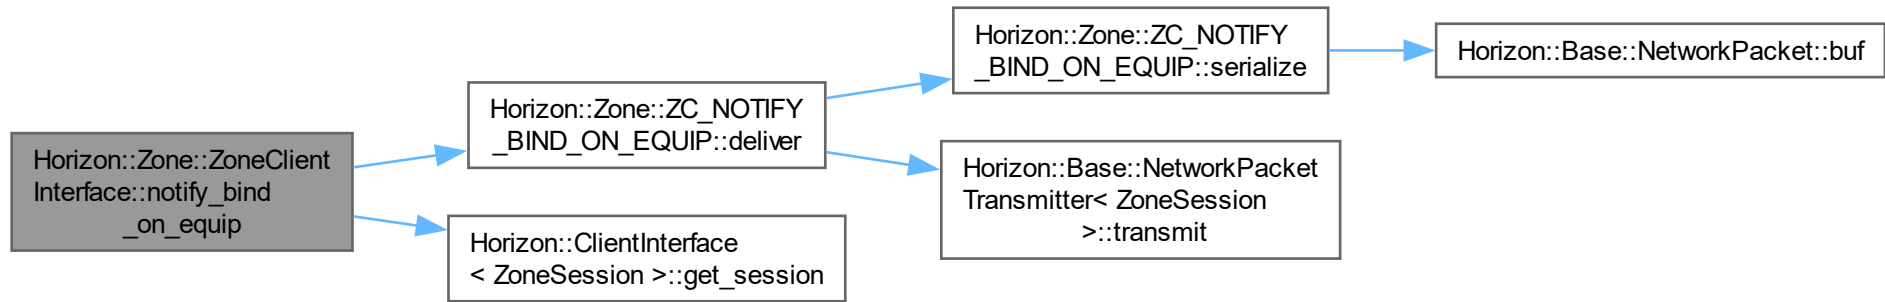 Horizon::Zone::ZoneClient
Interface::notify_bind
_on_equip
Horizon::Zone::ZC_NOTIFY
_BIND_ON_EQUIP::deliver
Horizon::Zone::ZC_NOTIFY
_BIND_ON_EQUIP::serialize
Horizon::Base::NetworkPacket::buf
Horizon::Base::NetworkPacket
Transmitter< ZoneSession
>::transmit
Horizon::ClientInterface
< ZoneSession >::get_session